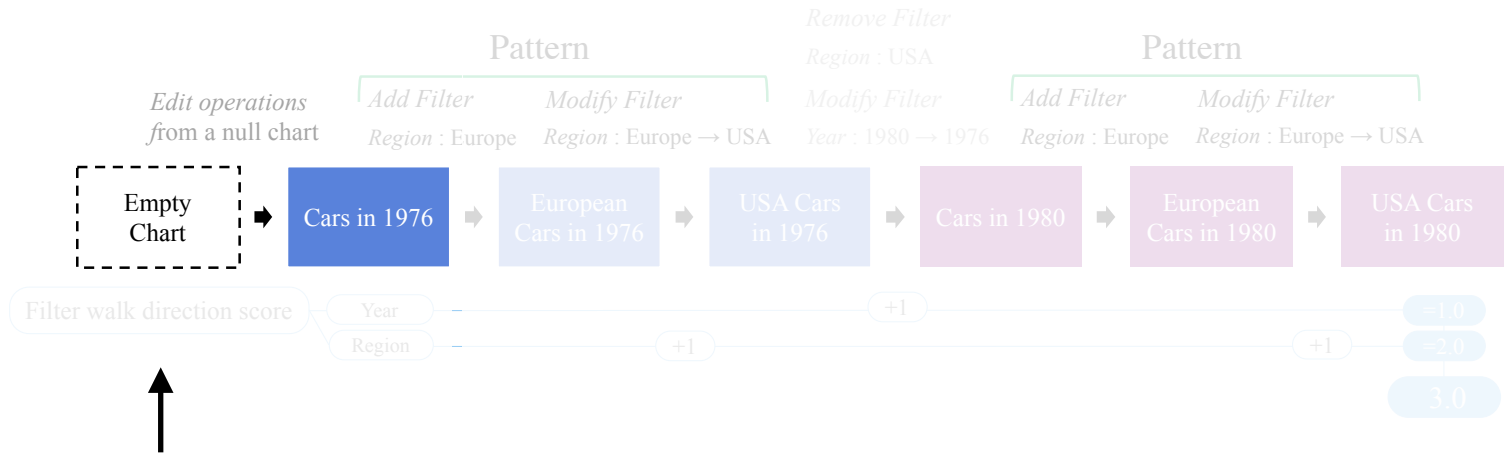 Remove Filter
Region : USA
Pattern
Pattern
Edit operations
from a null chart
Add Filter
Region : Europe
Modify Filter
Region : Europe → USA
Modify Filter
Year : 1980 → 1976
Add Filter
Region : Europe
Modify Filter
Region : Europe → USA
Empty
Chart
Cars in 1976
European
Cars in 1976
USA Cars
in 1976
Cars in 1980
European
Cars in 1980
USA Cars
in 1980
Filter walk direction score
Year
+1
=1.0
Region
+1
+1
=2.0
3.0